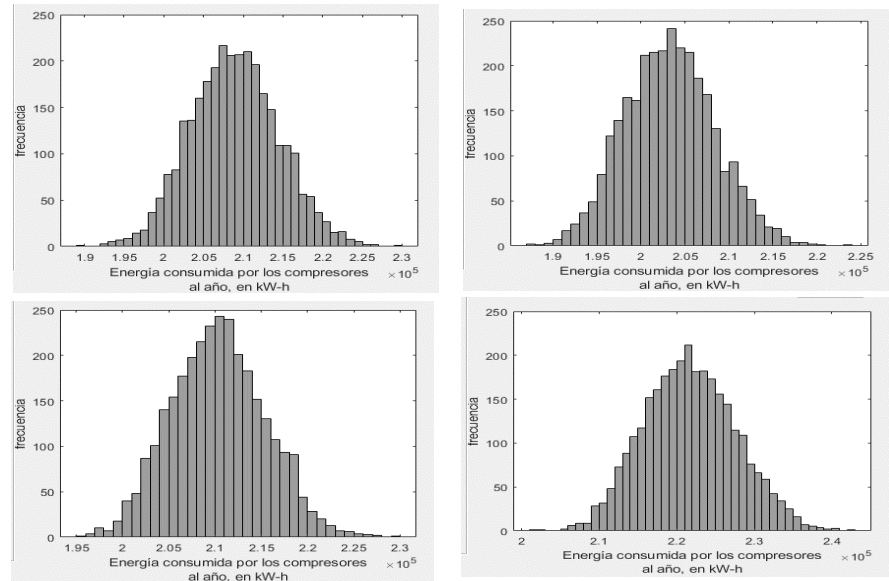 250
200
150
100
50
0
frecuencia
1.9 1.95 2 2.05 2.1 2.15 2.2 2.25 2.3
Energía consumida por los compresores
al año, en kW-h
× 10⁵
250
200
150
100
50
0
frecuencia
1.9 1.95 2 2.05 2.1 2.15 2.2 2.25
Energía consumida por los compresores
al año, en kW-h
× 10⁵
250
200
150
100
50
0
frecuencia
1.95 2 2.05 2.1 2.15 2.2 2.25 2.3
Energía consumida por los compresores
al año, en kW-h
× 10⁵
250
200
150
100
50
0
frecuencia
2 2.1 2.2 2.3 2.4
Energía consumida por los compresores
al año, en kW-h
× 10⁵